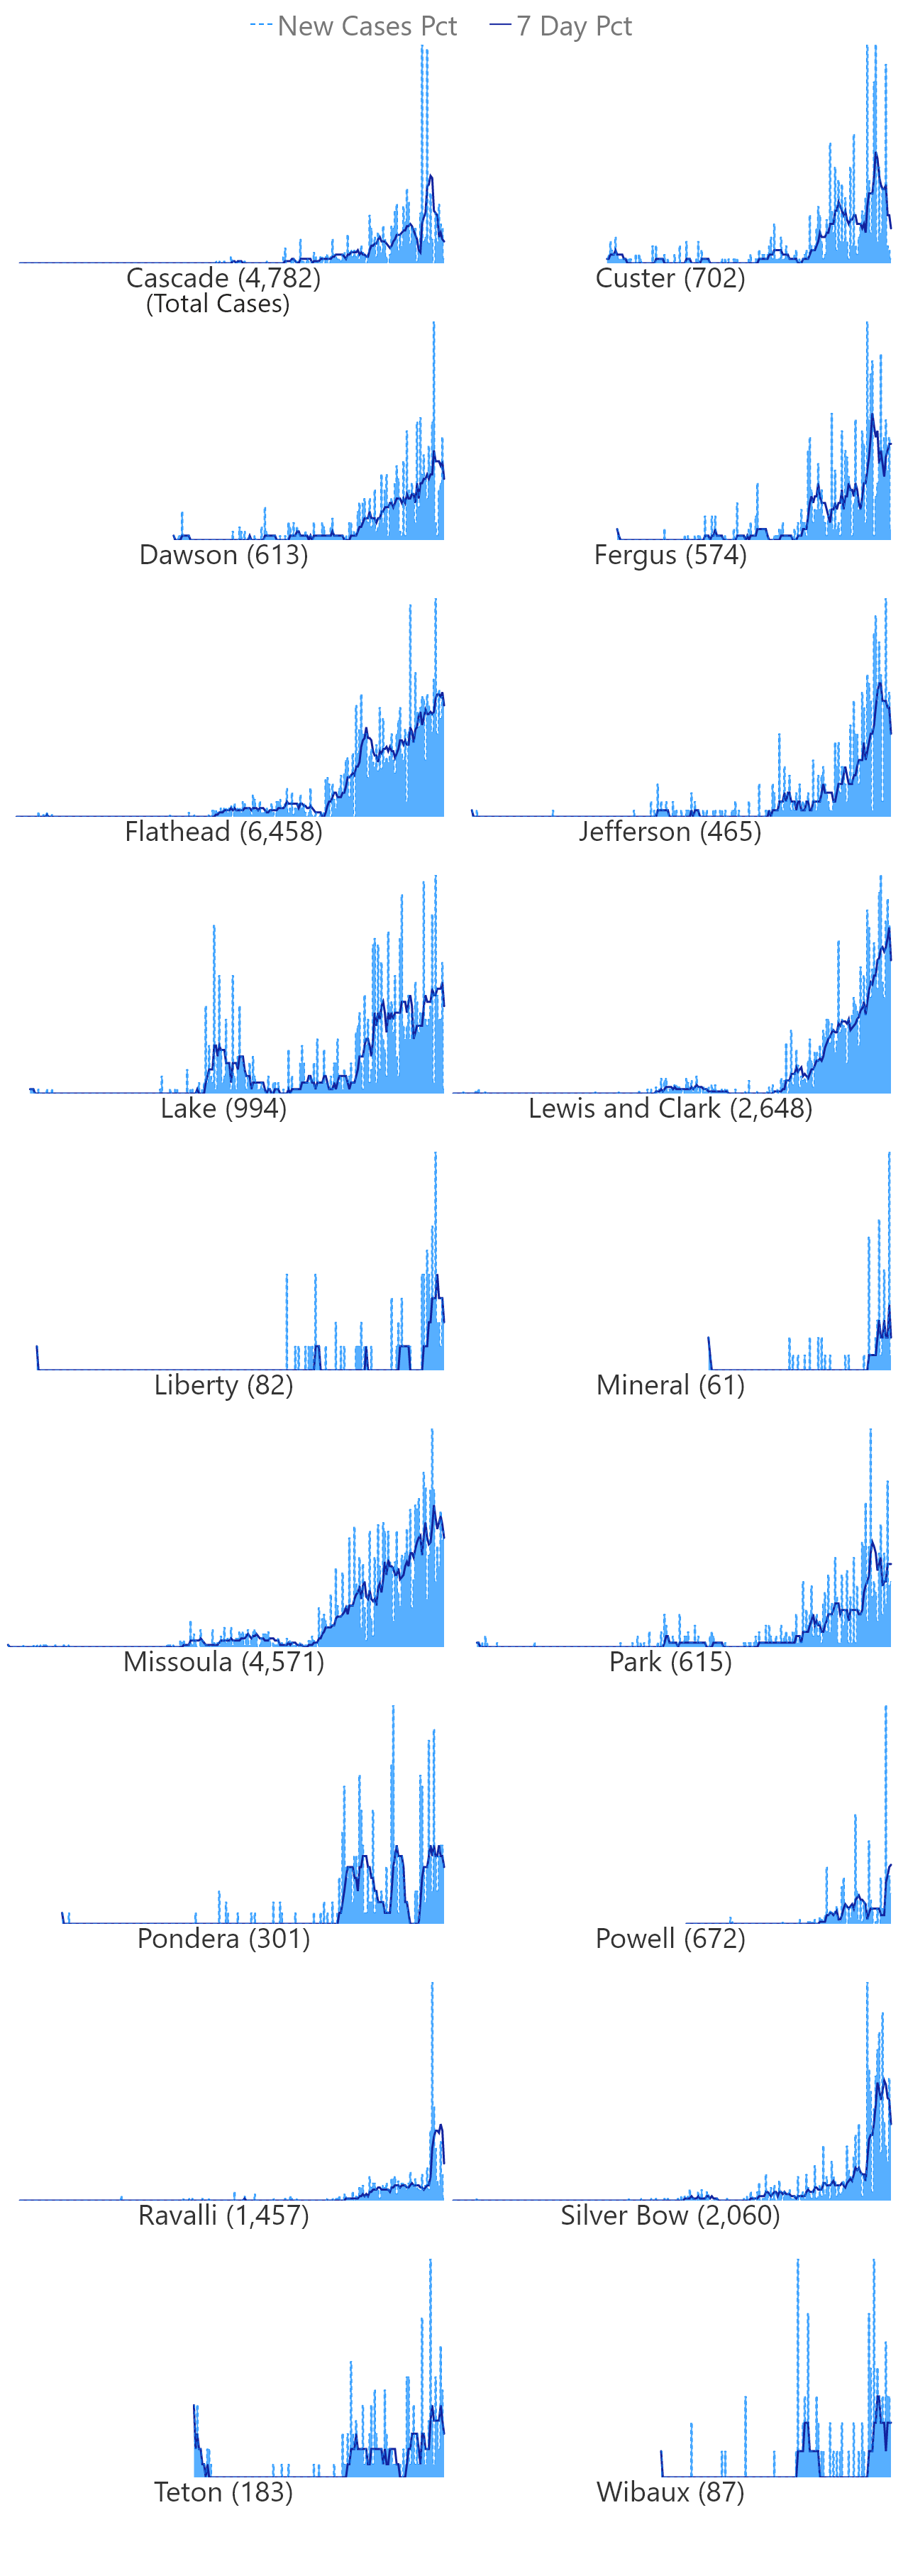 New Cases Pct 7 Day Pct
Cascade (4,782) Custer (702)
(Total Cases)
Dawson (613) Fergus (574)
Flathead (6,458) Jefferson (465)
Lake (994) Lewis and Clark (2,648)
Liberty (82) Mineral (61)
Missoula (4,571) Park (615)
Pondera (301) Powell (672)
Ravalli (1,457) Silver Bow (2,060)
Teton (183) Wibaux (87)